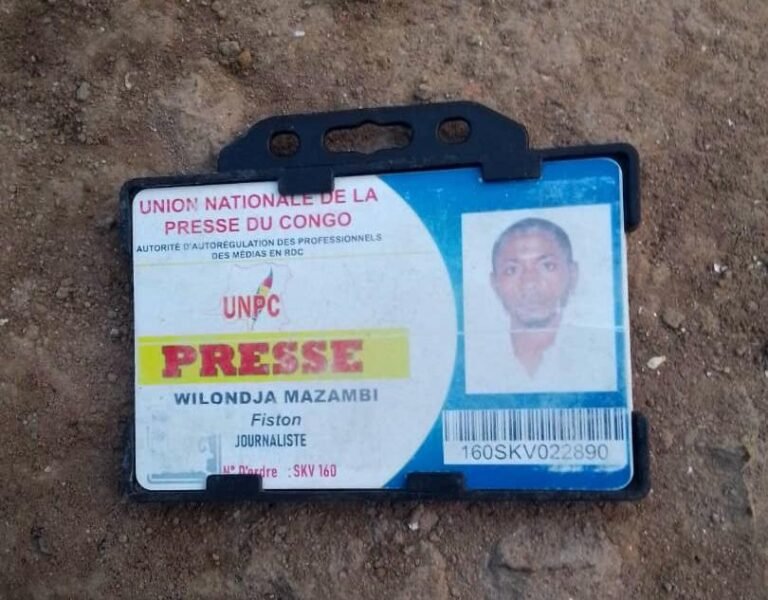 UNION NATIONALE DE LA
PRESSE DU CONGO
AUTORITÉ D'AUTORÉGULATION DES PROFESSIONNELS
DES MÉDIAS EN RDC
UNPC
PRESSE
WILONDJA MAZAMBI
Fiston
JOURNALISTE
N° D'ordre : SKV 160
160SKV022890